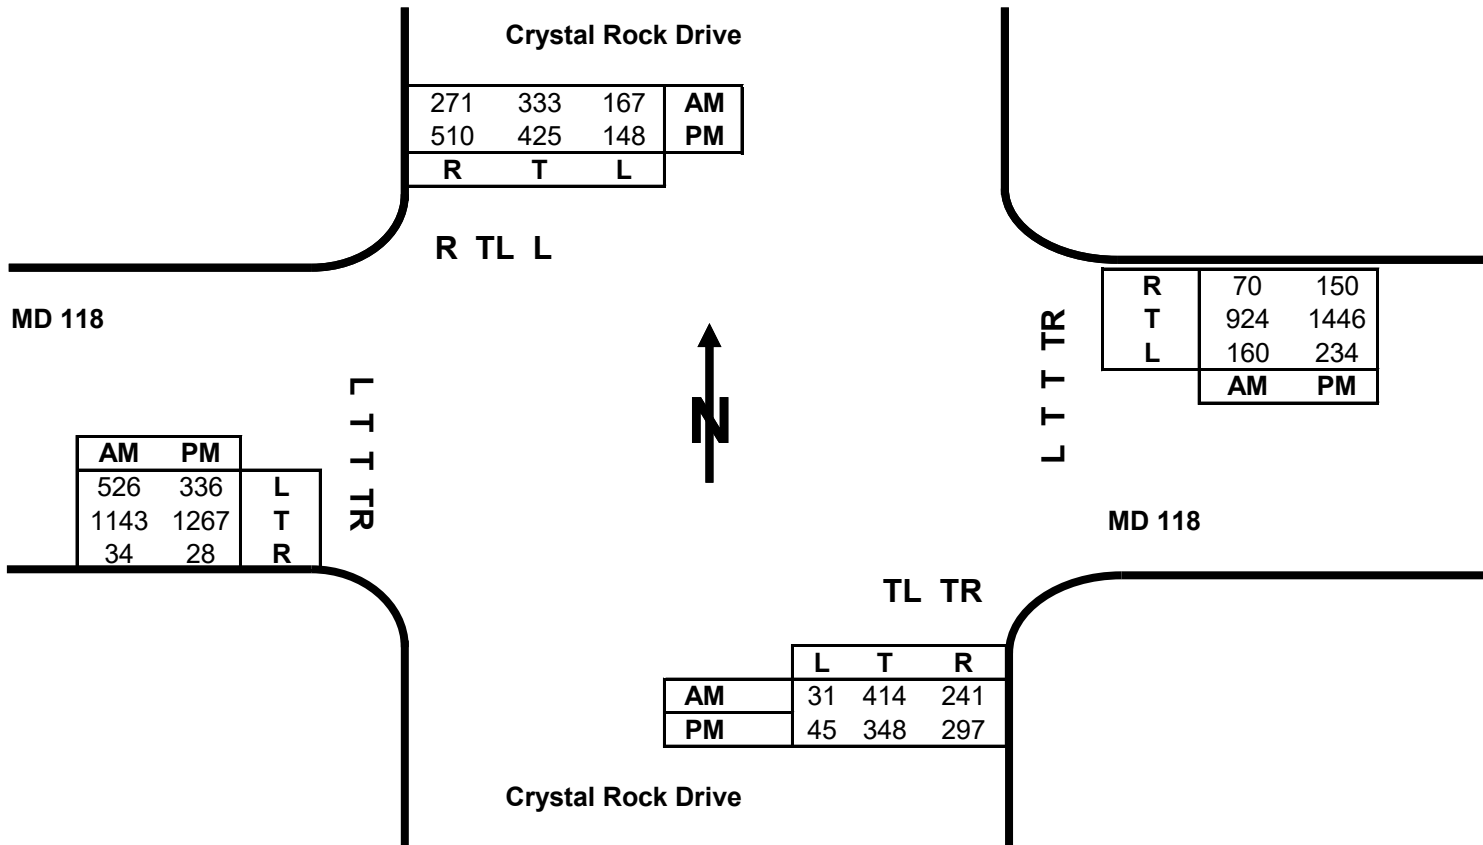 Crystal Rock Drive
271 333 167 AM
510 425 148 PM
R T L
R TL L
MD 118
R 70 150
T 924 1446
L 160 234
AM PM
L T T TR
L T T TR
N
AM PM
526 336 L
1143 1267 T
34 28 R
MD 118
TL TR
L T R
AM 31 414 241
PM 45 348 297
Crystal Rock Drive